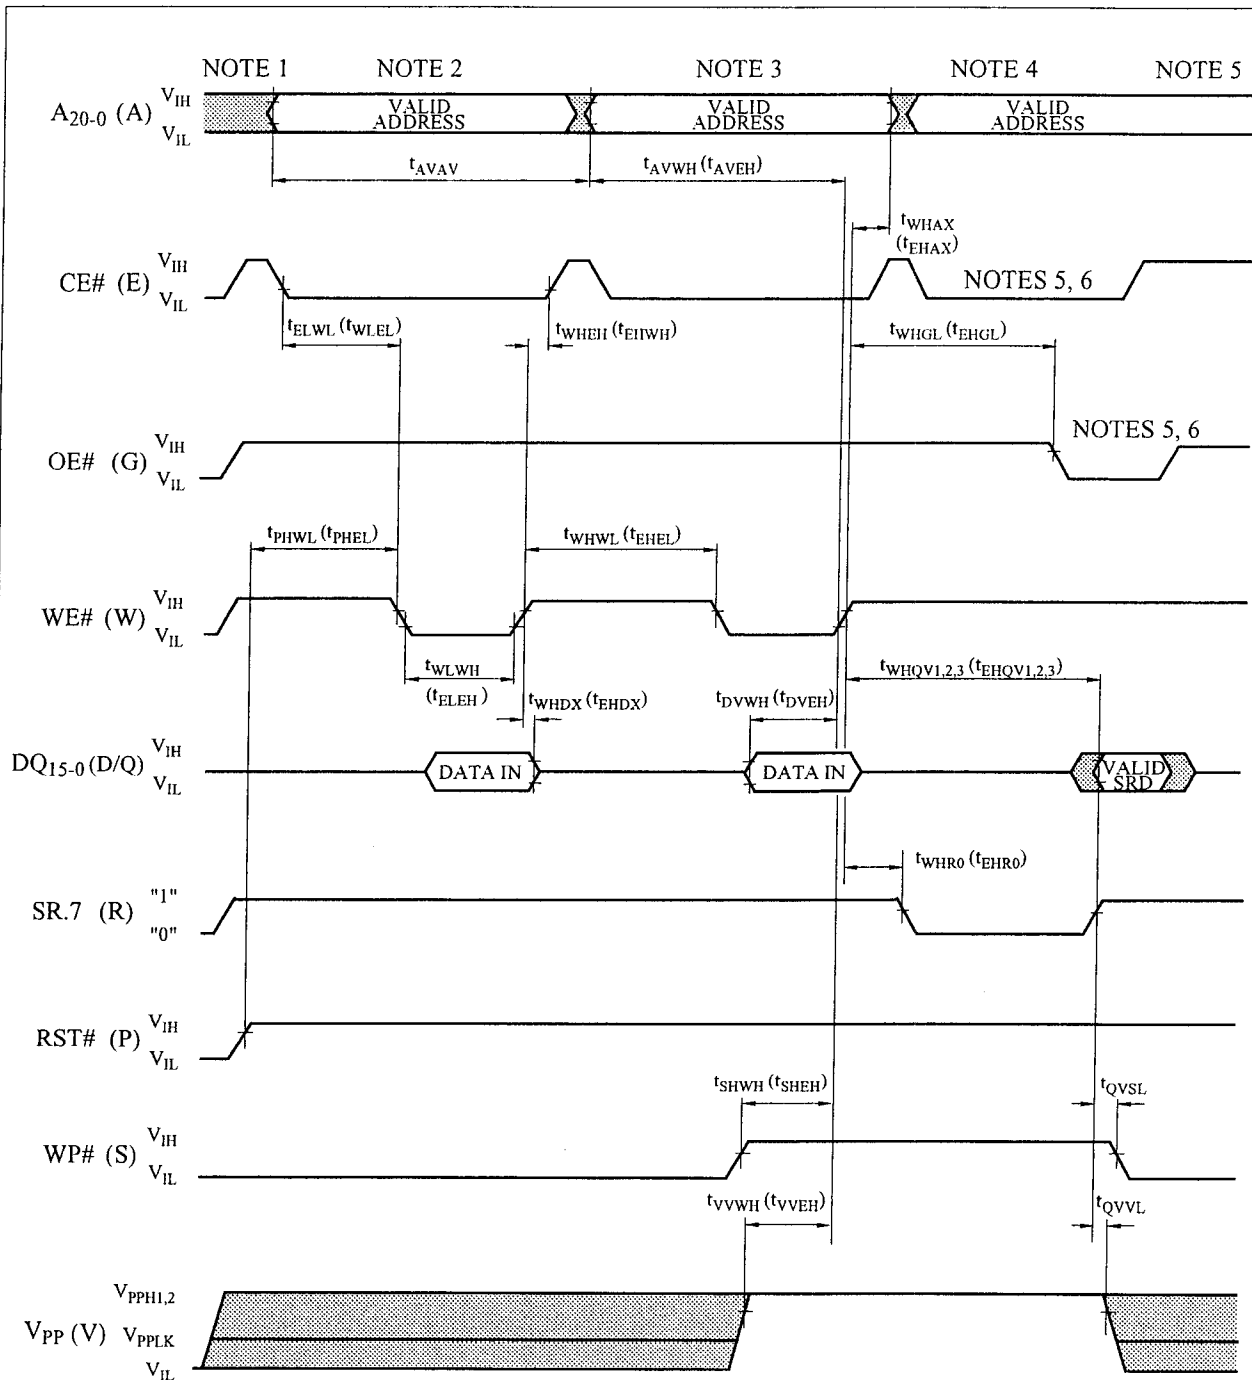 NOTE 1 NOTE 2 NOTE 3 NOTE 4 NOTE 5
A20-0 (A) VIH VIL VALID ADDRESS VALID ADDRESS VALID ADDRESS
tAVAV tAVWH (tAVEH)
tWHAX
(tEHAX)
CE# (E) VIH VIL NOTES 5, 6
tELWL (tWLEL) tWHEH (tEHWH) tWHGL (tEHGL)
OE# (G) VIH VIL NOTES 5, 6
tPHWL (tPHEL) tWHWL (tEHEL)
WE# (W) VIH VIL
tWLWH
(tELEH)
tWHDX (tEHDX) tDVWH (tDVEH) tWHQV1,2,3 (tEHQV1,2,3)
DQ15-0 (D/Q) VIH VIL DATA IN DATA IN VALID SRD
tWHR0 (tEHR0)
SR.7 (R) "1" "0"
RST# (P) VIH VIL
tSHWH (tSHEH) tQVSL
WP# (S) VIH VIL
tVVWH (tVVEH) tQVVL
VPP (V) VPPH1,2 VPPLK VIL